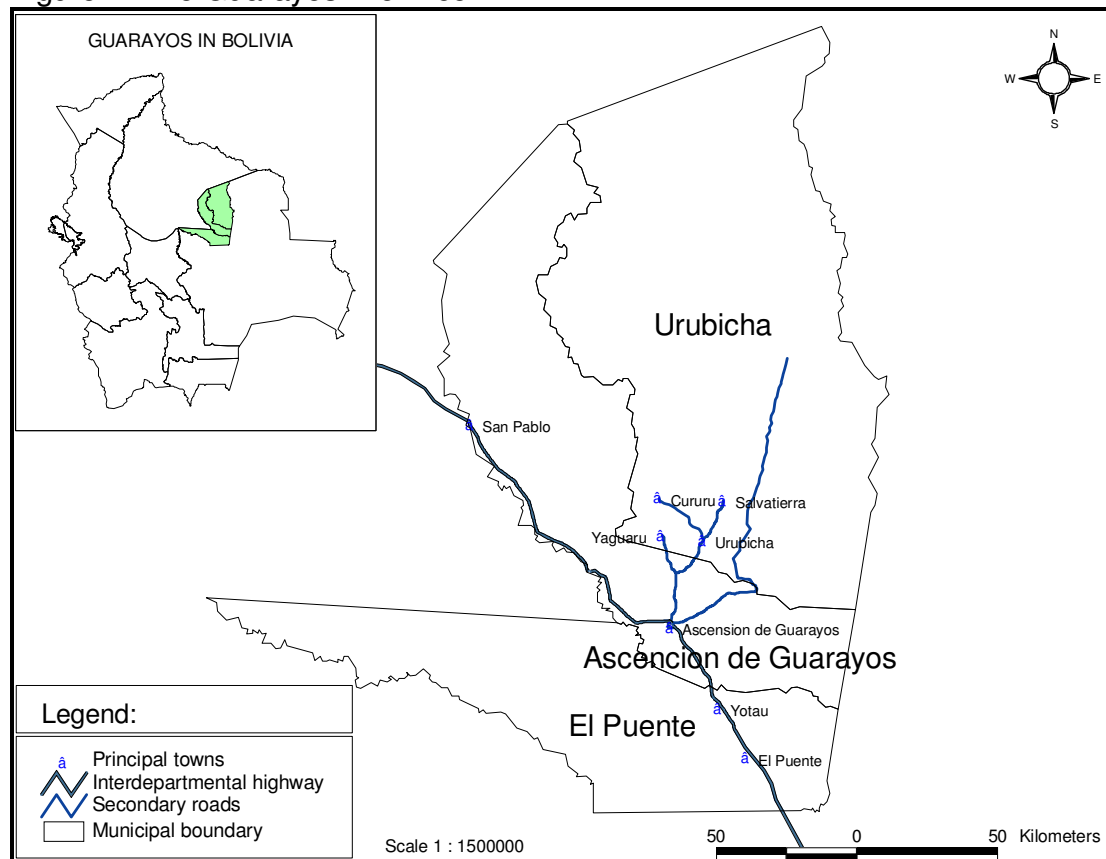 GUARAYOS IN BOLIVIA
N
W E
S
Urubicha
San Pablo
Cururu
Salvatierra
Yaguaru
Urubicha
Ascension de Guarayos
Ascencion de Guarayos
El Puente
Yotau
El Puente
Legend:
â Principal towns
Interdepartmental highway
Secondary roads
Municipal boundary
Scale 1 : 1500000
50 0 50 Kilometers